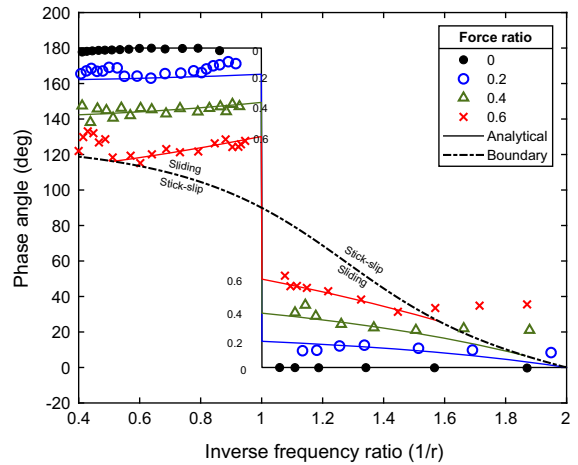 Force ratio
0
0.2
0.4
0.6
Analytical
Boundary
200
180
160
140
120
100
80
60
40
20
0
-20
Phase angle (deg)
0
0.2
0.4
0.6
Sliding
Stick-slip
Stick-slip
Sliding
0.6
0.4
0.2
0
0.4 0.6 0.8 1 1.2 1.4 1.6 1.8 2
Inverse frequency ratio (1/r)